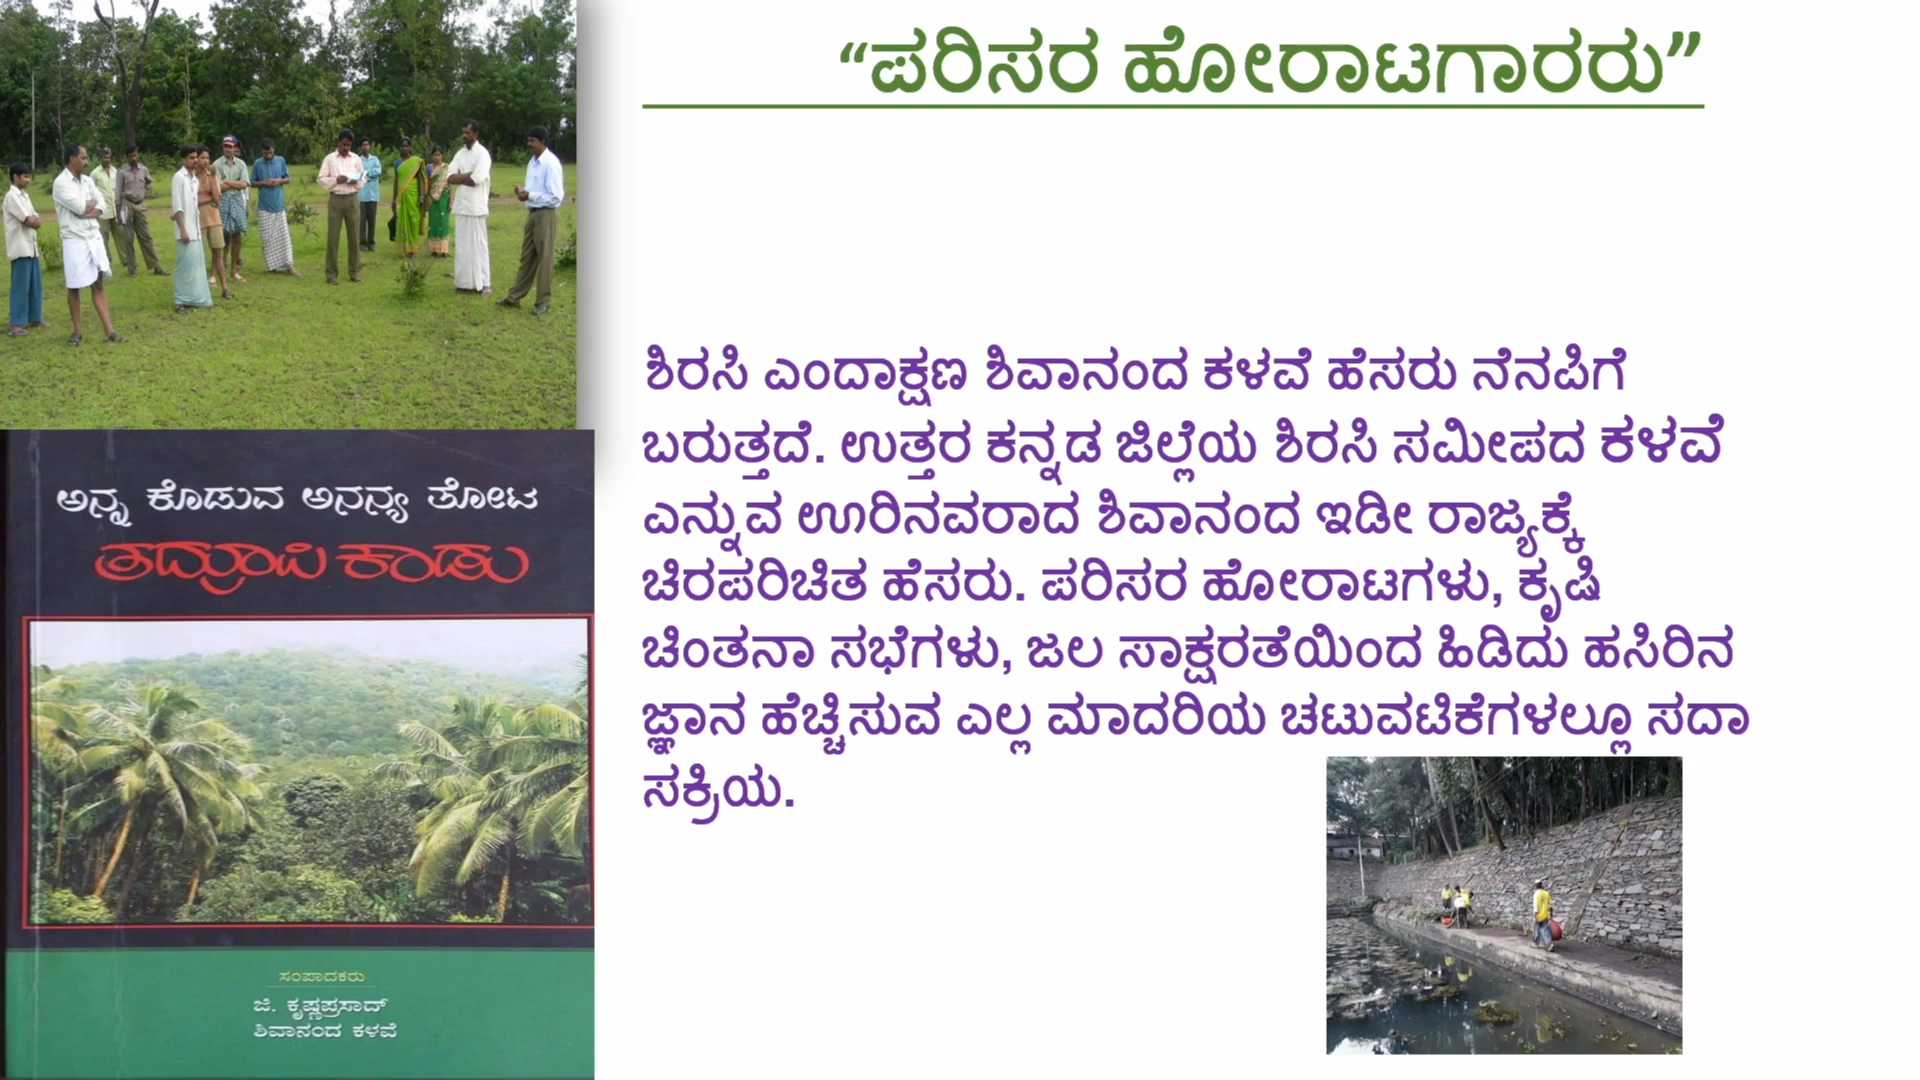 “ಪರಿಸರ ಹೋರಾಟಗಾರರು”
ಶಿರಸಿ ಎಂದಾಕ್ಷಣ ಶಿವಾನಂದ ಕಳವೆ ಹೆಸರು ನೆನಪಿಗೆ
ಬರುತ್ತದೆ. ಉತ್ತರ ಕನ್ನಡ ಜಿಲ್ಲೆಯ ಶಿರಸಿ ಸಮೀಪದ ಕಳವೆ
ಎನ್ನುವ ಊರಿನವರಾದ ಶಿವಾನಂದ ಇಡೀ ರಾಜ್ಯಕ್ಕೆ
ಚಿರಪರಿಚಿತ ಹೆಸರು. ಪರಿಸರ ಹೋರಾಟಗಳು, ಕೃಷಿ
ಚಿಂತನಾ ಸಭೆಗಳು, ಜಲ ಸಾಕ್ಷರತೆಯಿಂದ ಹಿಡಿದು ಹಸಿರಿನ
ಜ್ಞಾನ ಹೆಚ್ಚಿಸುವ ಎಲ್ಲ ಮಾದರಿಯ ಚಟುವಟಿಕೆಗಳಲ್ಲೂ ಸದಾ
ಸಕ್ರಿಯ.
ಅನ್ನ ಕೊಡುವ ಅನನ್ಯ ತೋಟ
ತದ್ರೂಪಿ ಕಾಡು
ಸಂಪಾದಕರು
ಜಿ. ಕೃಷ್ಣಪ್ರಸಾದ್
ಶಿವಾನಂದ ಕಳವೆ